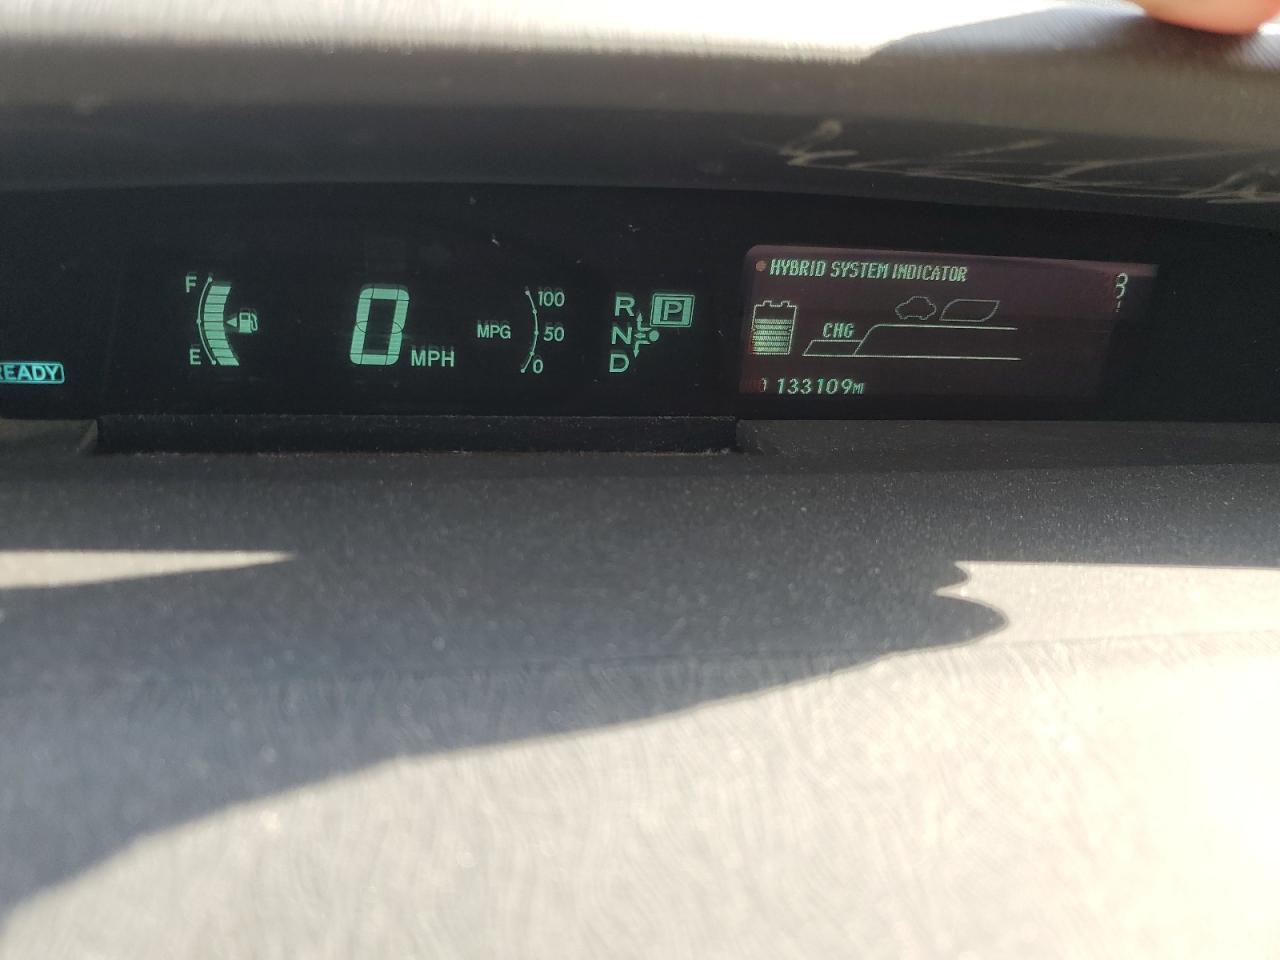 F
E
READY
0 MPH
MPG
100
50
0
R
N
D
P
HYBRID SYSTEM INDICATOR
CHG
133109MI